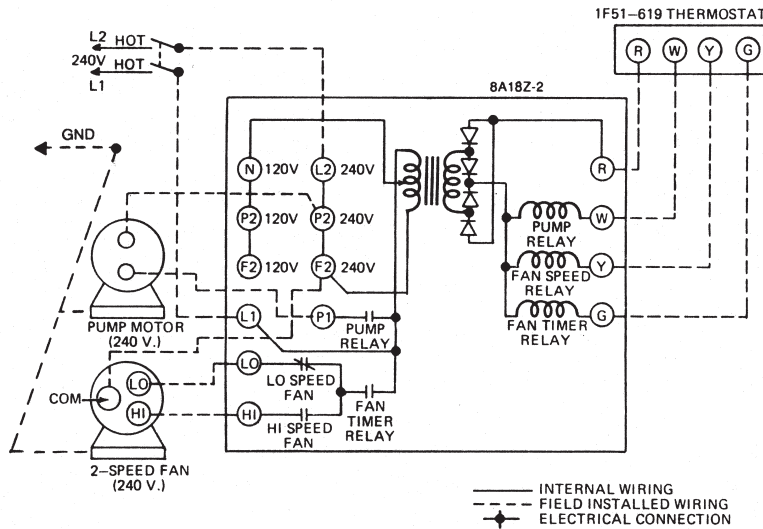 1F51-619 THERMOSTAT
R W Y G
L2 HOT
240V HOT
L1
GND
8A18Z-2
N 120V L2 240V
P2 120V P2 240V
F2 120V F2 240V
R
W
PUMP
RELAY
Y
FAN SPEED
RELAY
G
FAN TIMER
RELAY
L1 P1
PUMP
RELAY
PUMP MOTOR
(240 V.)
LO
LO SPEED
FAN
HI
HI SPEED
FAN
FAN
TIMER
RELAY
LO
COM
HI
2-SPEED FAN
(240 V.)
INTERNAL WIRING
FIELD INSTALLED WIRING
ELECTRICAL CONNECTION